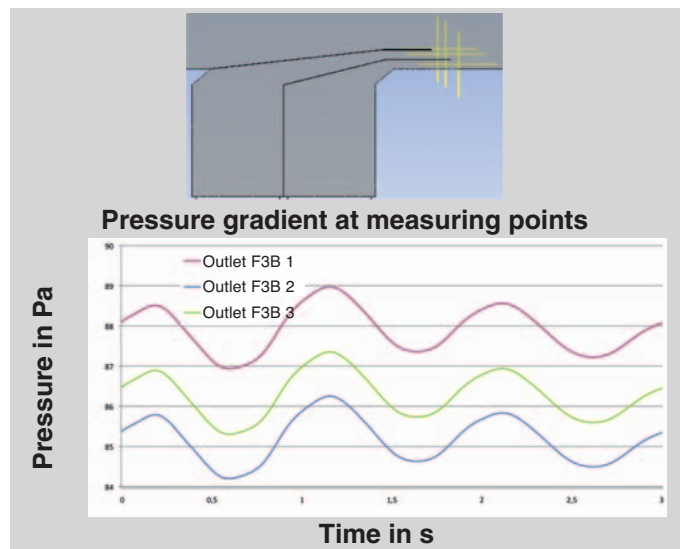 Pressure gradient at measuring points
Pressure in Pa
90
89
88
87
86
85
84
Outlet F3B 1
Outlet F3B 2
Outlet F3B 3
0 0,5 1 1,5 2 2,5 3
Time in s